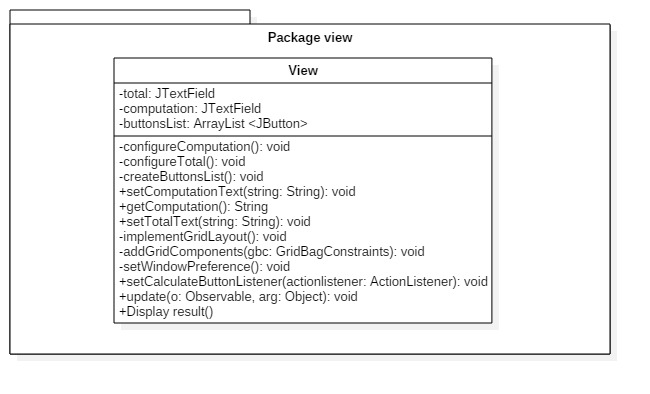 Package view
View
-total: JTextField
-computation: JTextField
-buttonsList: ArrayList <JButton>
-configureComputation(): void
-configureTotal(): void
-createButtonsList(): void
+setComputationText(string: String): void
+getComputation(): String
+setTotalText(string: String): void
-implementGridLayout(): void
-addGridComponents(gbc: GridBagConstraints): void
-setWindowPreference(): void
+setCalculateButtonListener(actionlistener: ActionListener): void
+update(o: Observable, arg: Object): void
+Display result()